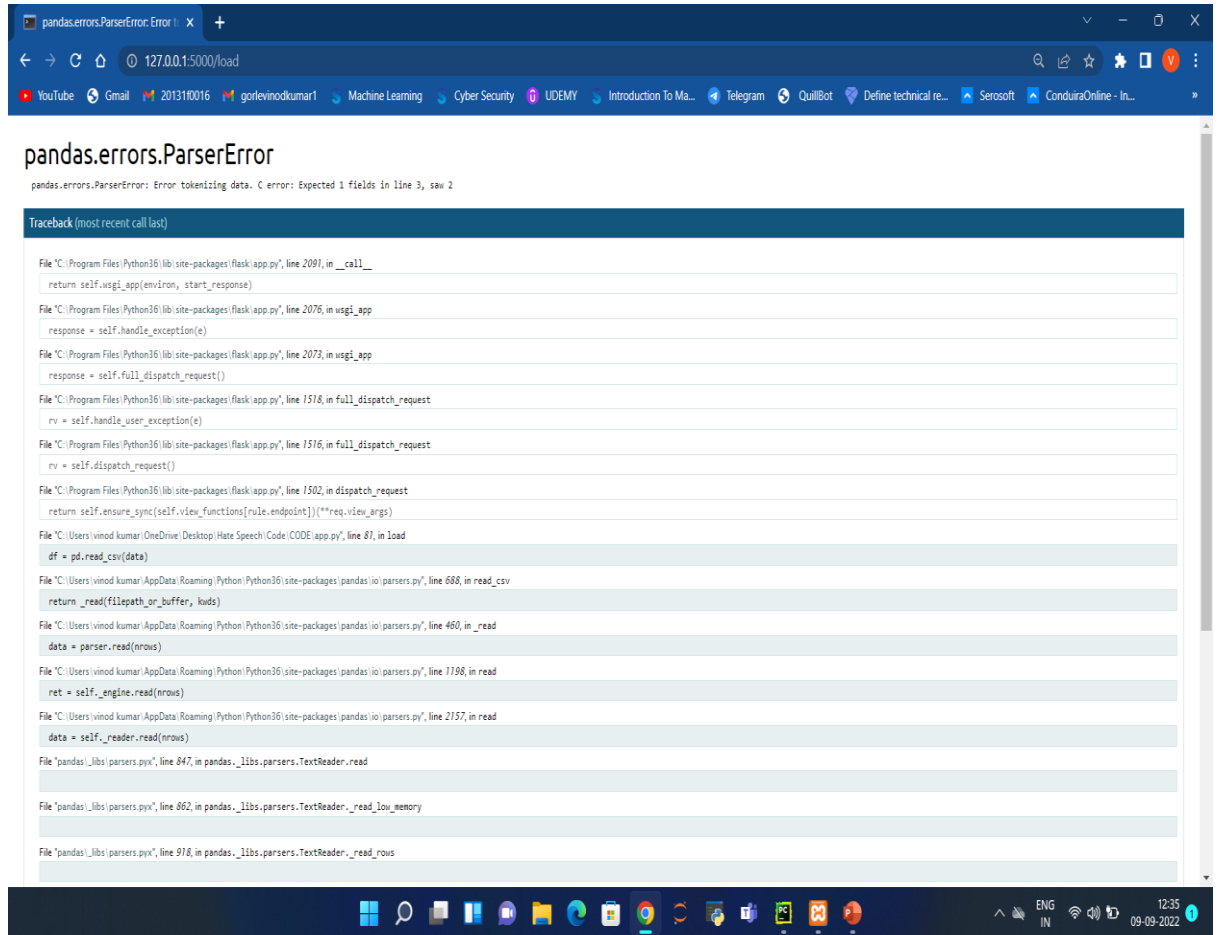 pandas.errors.ParserError: Error t
127.0.0.1:5000/load
YouTube Gmail 20131f0016 gorlevinodkumar1 Machine Learning Cyber Security UDEMY Introduction To Ma... Telegram QuillBot Define technical re... Serosoft ConduiraOnline - In... »
V
pandas.errors.ParserError
pandas.errors.ParserError: Error tokenizing data. C error: Expected 1 fields in line 3, saw 2
Traceback (most recent call last)
File "C:\Program Files\Python36\lib\site-packages\flask\app.py", line 2091, in __call__
return self.wsgi_app(environ, start_response)
File "C:\Program Files\Python36\lib\site-packages\flask\app.py", line 2076, in wsgi_app
response = self.handle_exception(e)
File "C:\Program Files\Python36\lib\site-packages\flask\app.py", line 2073, in wsgi_app
response = self.full_dispatch_request()
File "C:\Program Files\Python36\lib\site-packages\flask\app.py", line 1518, in full_dispatch_request
rv = self.handle_user_exception(e)
File "C:\Program Files\Python36\lib\site-packages\flask\app.py", line 1516, in full_dispatch_request
rv = self.dispatch_request()
File "C:\Program Files\Python36\lib\site-packages\flask\app.py", line 1502, in dispatch_request
return self.ensure_sync(self.view_functions[rule.endpoint])(**req.view_args)
File "C:\Users\vinod kumar\OneDrive\Desktop\Hate Speech\Code\CODE\app.py", line 81, in load
df = pd.read_csv(data)
File "C:\Users\vinod kumar\AppData\Roaming\Python\Python36\site-packages\pandas\io\parsers.py", line 688, in read_csv
return _read(filepath_or_buffer, kwds)
File "C:\Users\vinod kumar\AppData\Roaming\Python\Python36\site-packages\pandas\io\parsers.py", line 460, in _read
data = parser.read(nrows)
File "C:\Users\vinod kumar\AppData\Roaming\Python\Python36\site-packages\pandas\io\parsers.py", line 1198, in read
ret = self._engine.read(nrows)
File "C:\Users\vinod kumar\AppData\Roaming\Python\Python36\site-packages\pandas\io\parsers.py", line 2157, in read
data = self._reader.read(nrows)
File "pandas\_libs\parsers.pyx", line 847, in pandas._libs.parsers.TextReader.read
File "pandas\_libs\parsers.pyx", line 862, in pandas._libs.parsers.TextReader._read_low_memory
File "pandas\_libs\parsers.pyx", line 918, in pandas._libs.parsers.TextReader._read_rows
ENG 12:35
IN 09-09-2022 1